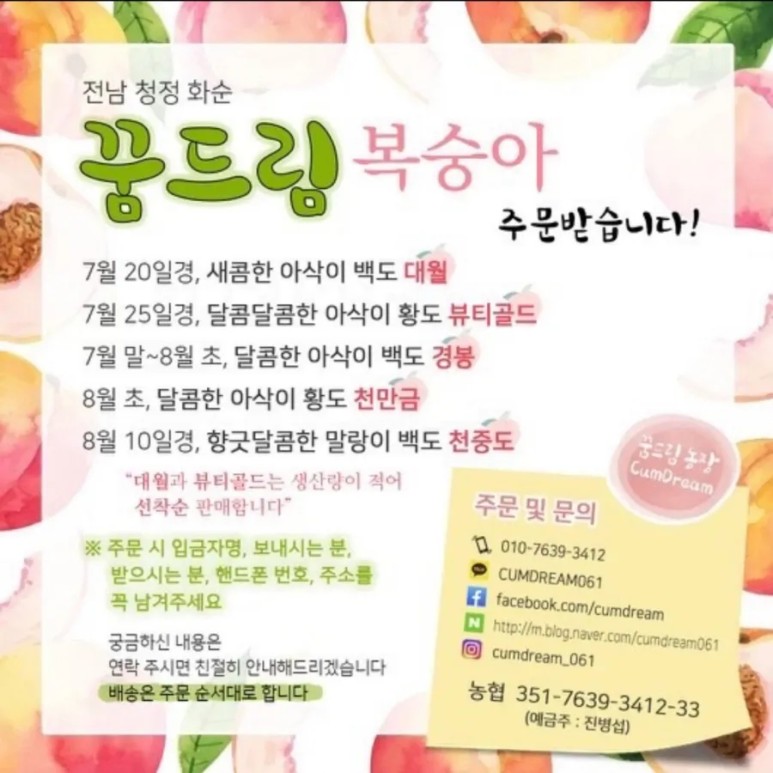 전남 청정 화순
꿈드림 복숭아
주문받습니다!
7월 20일경, 새콤한 아삭이 백도 대월
7월 25일경, 달콤달콤한 아삭이 황도 뷰티골드
7월 말~8월 초, 달콤한 아삭이 백도 경봉
8월 초, 달콤한 아삭이 황도 천만금
8월 10일경, 향긋달콤한 말랑이 백도 천중도
"대월과 뷰티골드는 생산량이 적어
선착순 판매합니다"
※ 주문 시 입금자명, 보내시는 분,
받으시는 분, 핸드폰 번호, 주소를
꼭 남겨주세요
궁금하신 내용은
연락 주시면 친절히 안내해드리겠습니다
배송은 주문 순서대로 합니다
꿈드림 농장
CumDream
주문 및 문의
010-7639-3412
CUMDREAM061
facebook.com/cumdream
http://m.blog.naver.com/cumdream061
cumdream_061
농협 351-7639-3412-33
(예금주 : 진병섭)